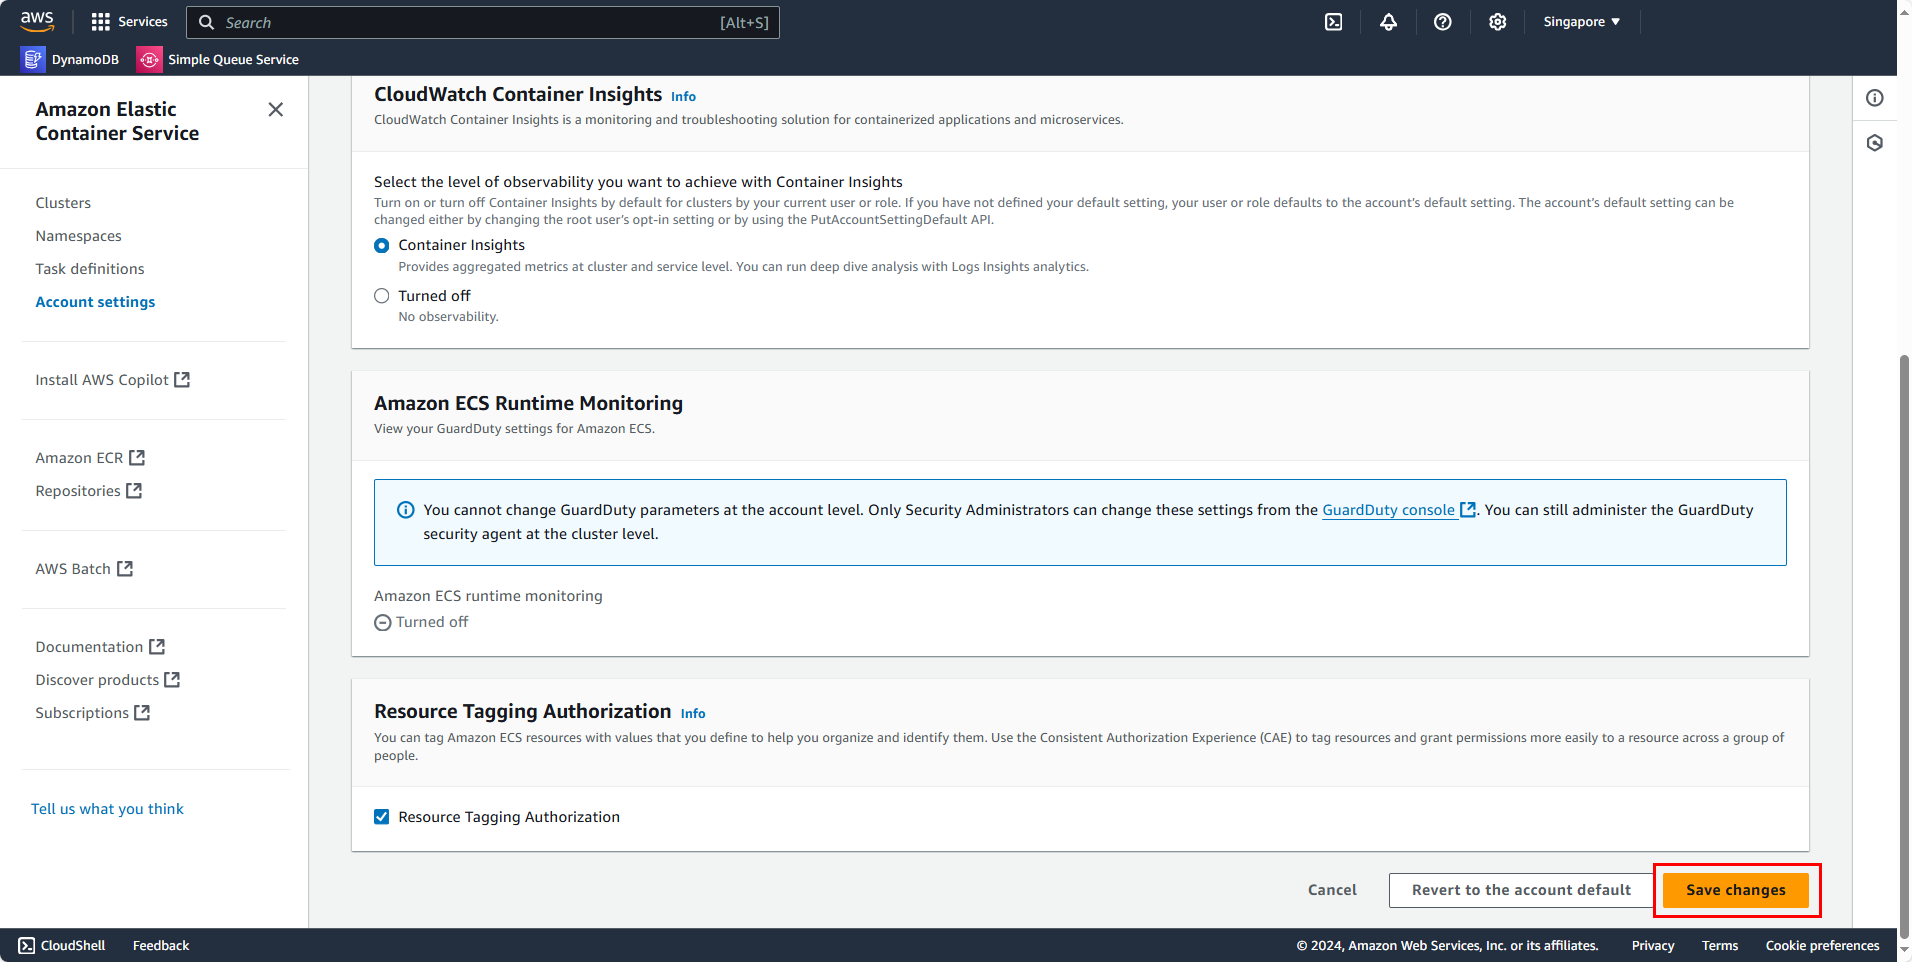 aws
Services
Search
[Alt+S]
Singapore
DynamoDB
Simple Queue Service
Amazon Elastic
Container Service
Clusters
Namespaces
Task definitions
Account settings
Install AWS Copilot
Amazon ECR
Repositories
AWS Batch
Documentation
Discover products
Subscriptions
Tell us what you think
CloudWatch Container Insights Info
CloudWatch Container Insights is a monitoring and troubleshooting solution for containerized applications and microservices.
Select the level of observability you want to achieve with Container Insights
Turn on or turn off Container Insights by default for clusters by your current user or role. If you have not defined your default setting, your user or role defaults to the account’s default setting. The account’s default setting can be
changed either by changing the root user’s opt-in setting or by using the PutAccountSettingDefault API.
Container Insights
Provides aggregated metrics at cluster and service level. You can run deep dive analysis with Logs Insights analytics.
Turned off
No observability.
Amazon ECS Runtime Monitoring
View your GuardDuty settings for Amazon ECS.
You cannot change GuardDuty parameters at the account level. Only Security Administrators can change these settings from the GuardDuty console . You can still administer the GuardDuty
security agent at the cluster level.
Amazon ECS runtime monitoring
Turned off
Resource Tagging Authorization Info
You can tag Amazon ECS resources with values that you define to help you organize and identify them. Use the Consistent Authorization Experience (CAE) to tag resources and grant permissions more easily to a resource across a group of
people.
Resource Tagging Authorization
Cancel
Revert to the account default
Save changes
CloudShell
Feedback
© 2024, Amazon Web Services, Inc. or its affiliates.
Privacy
Terms
Cookie preferences